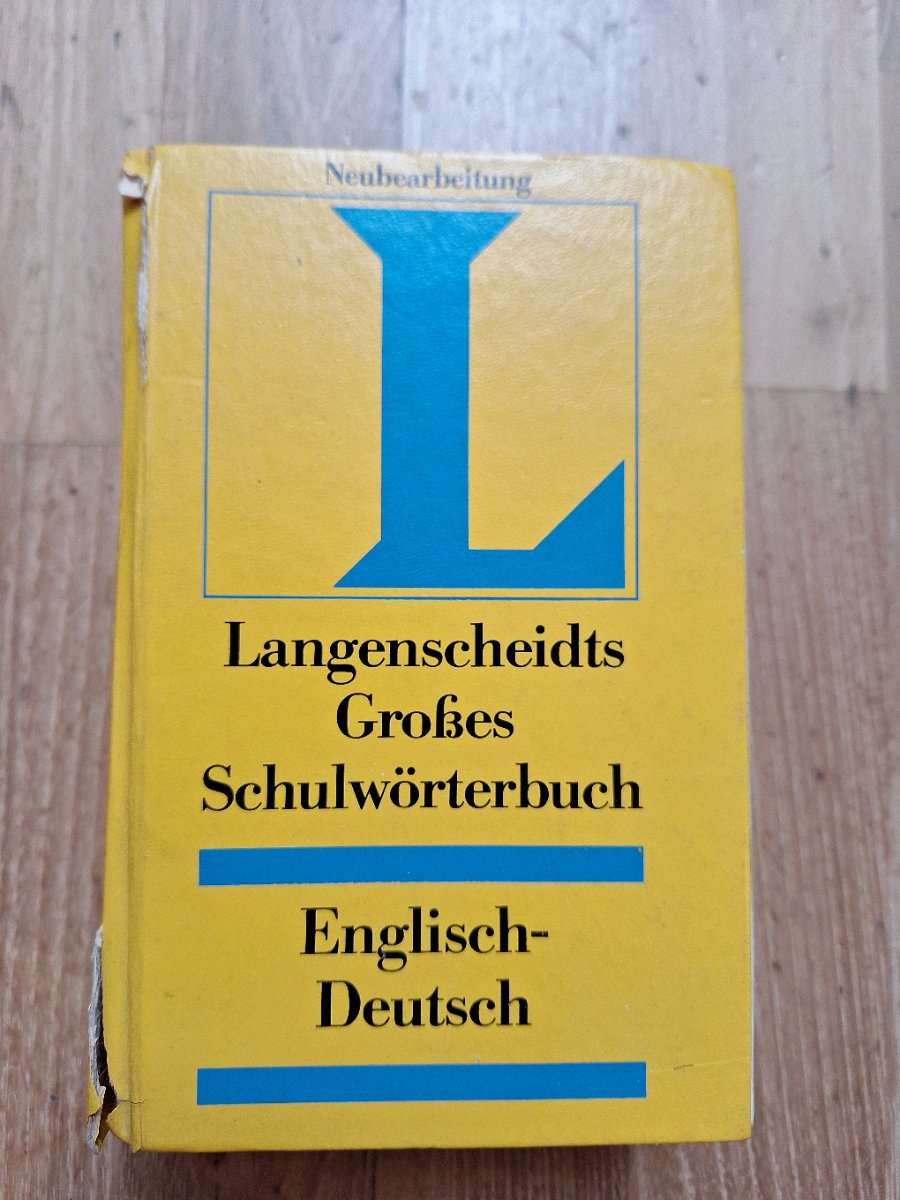 Neubearbeitung
L
Langenscheidts
Großes
Schulwörterbuch
Englisch-
Deutsch